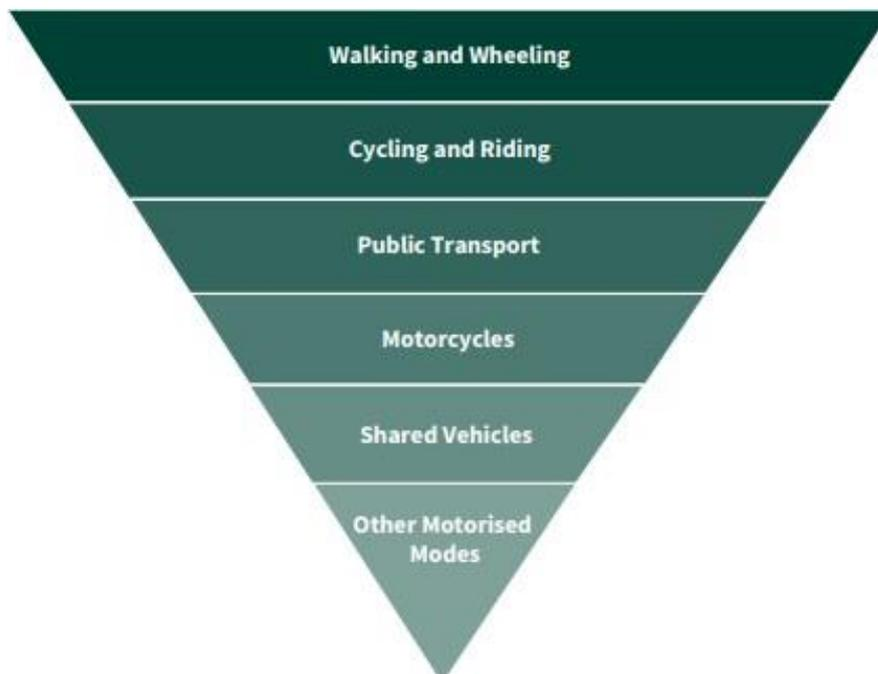 Walking and Wheeling
Cycling and Riding
Public Transport
Motorcycles
Shared Vehicles
Other Motorised
Modes